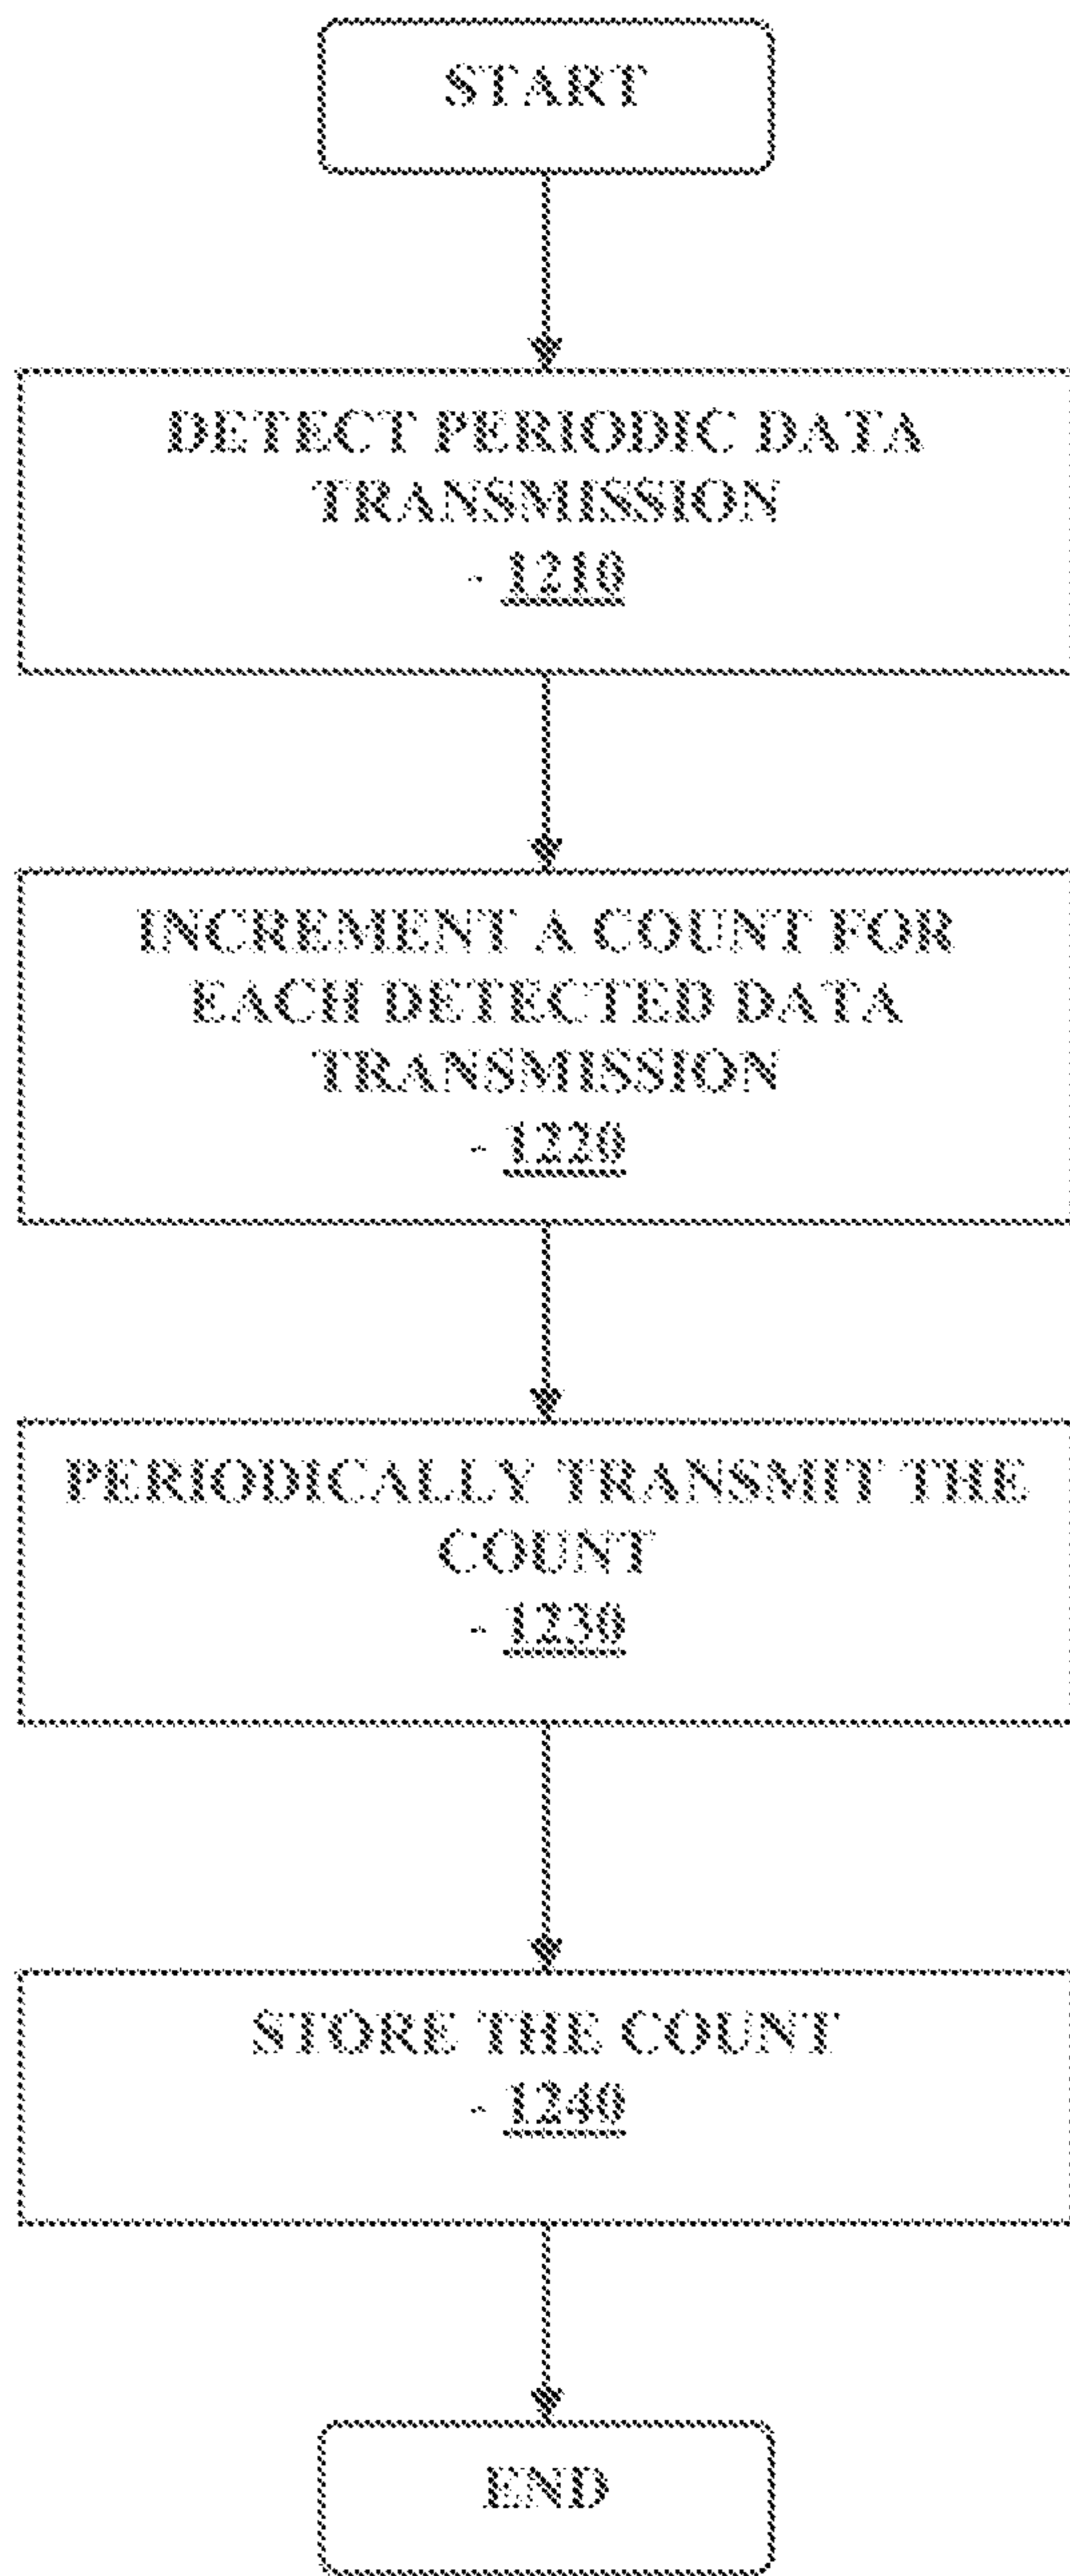 START
DETECT PERIODIC DATA
TRANSMISSION
- 1210
INCREMENT A COUNT FOR
EACH DETECTED DATA
TRANSMISSION
- 1220
PERIODICALLY TRANSMIT THE
COUNT
- 1230
STORE THE COUNT
- 1240
END